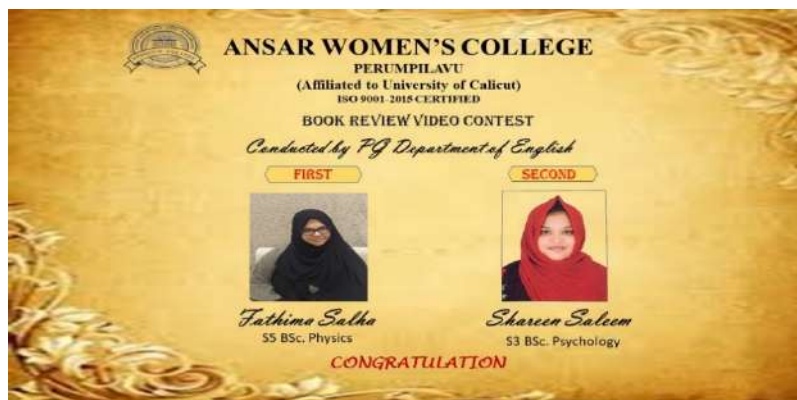 ANSAR WOMEN'S COLLEGE
PERUMPILAVU
(Affiliated to University of Calicut)
ISO 9001-2015 CERTIFIED
BOOK REVIEW VIDEO CONTEST
Conducted by PG Department of English
FIRST
SECOND
Fathima Salha
S5 BSc. Physics
Shareen Saleem
S3 BSc. Psychology
CONGRATULATION